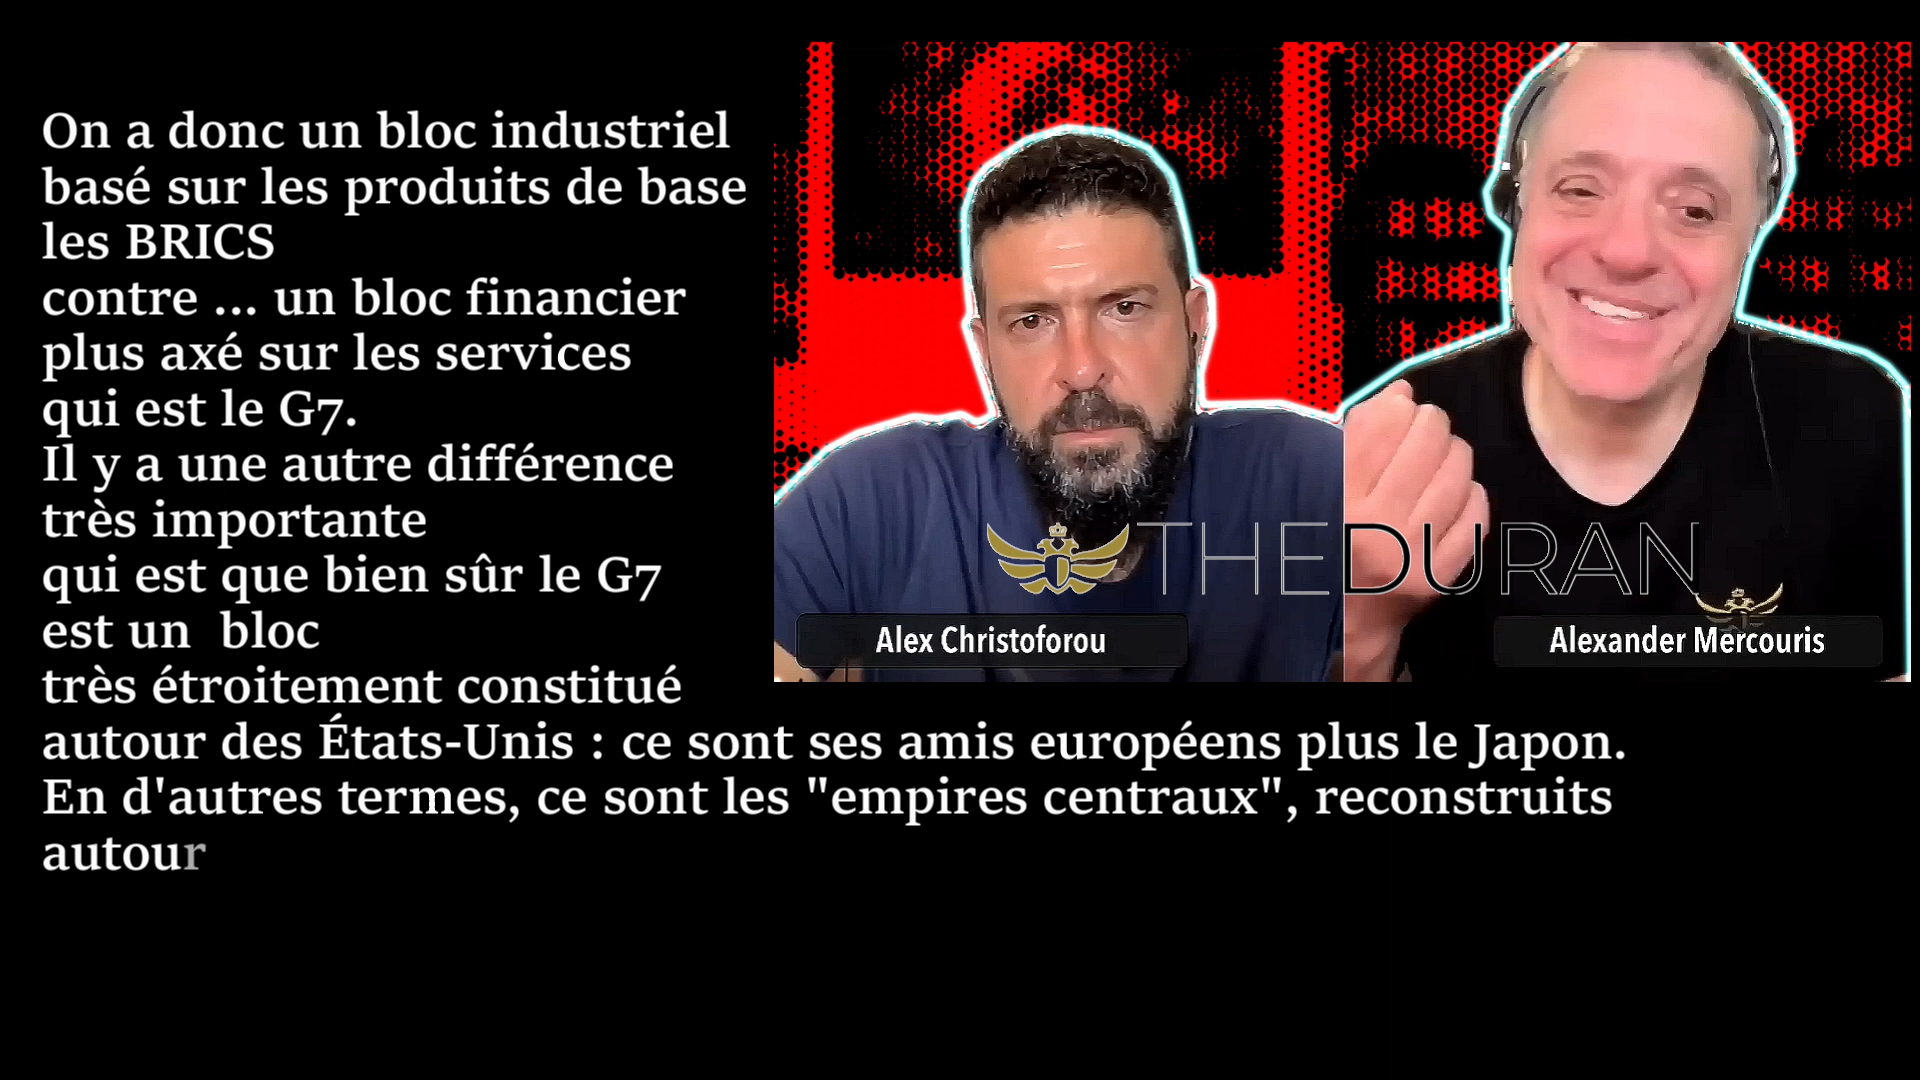 On a donc un bloc industriel
basé sur les produits de base
les BRICS
contre ... un bloc financier
plus axé sur les services
qui est le G7.
Il y a une autre différence
très importante
qui est que bien sûr le G7
est un  bloc
très étroitement constitué
autour des États-Unis : ce sont ses amis européens plus le Japon.
En d'autres termes, ce sont les "empires centraux", reconstruits
autour
THEDURAN
Alex Christoforou
Alexander Mercouris